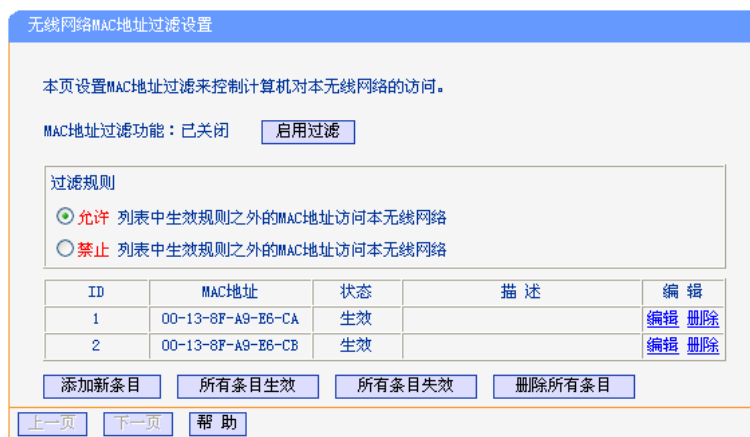 无线网络MAC地址过滤设置
本页设置MAC地址过滤来控制计算机对本无线网络的访问。
MAC地址过滤功能：已关闭 启用过滤
过滤规则
允许 列表中生效规则之外的MAC地址访问本无线网络
禁止 列表中生效规则之外的MAC地址访问本无线网络
ID MAC地址 状态 描 述 编 辑
1 00-13-8F-A9-E6-CA 生效 编辑 删除
2 00-13-8F-A9-E6-CB 生效 编辑 删除
添加新条目 所有条目生效 所有条目失效 删除所有条目
上一页 下一页 帮 助